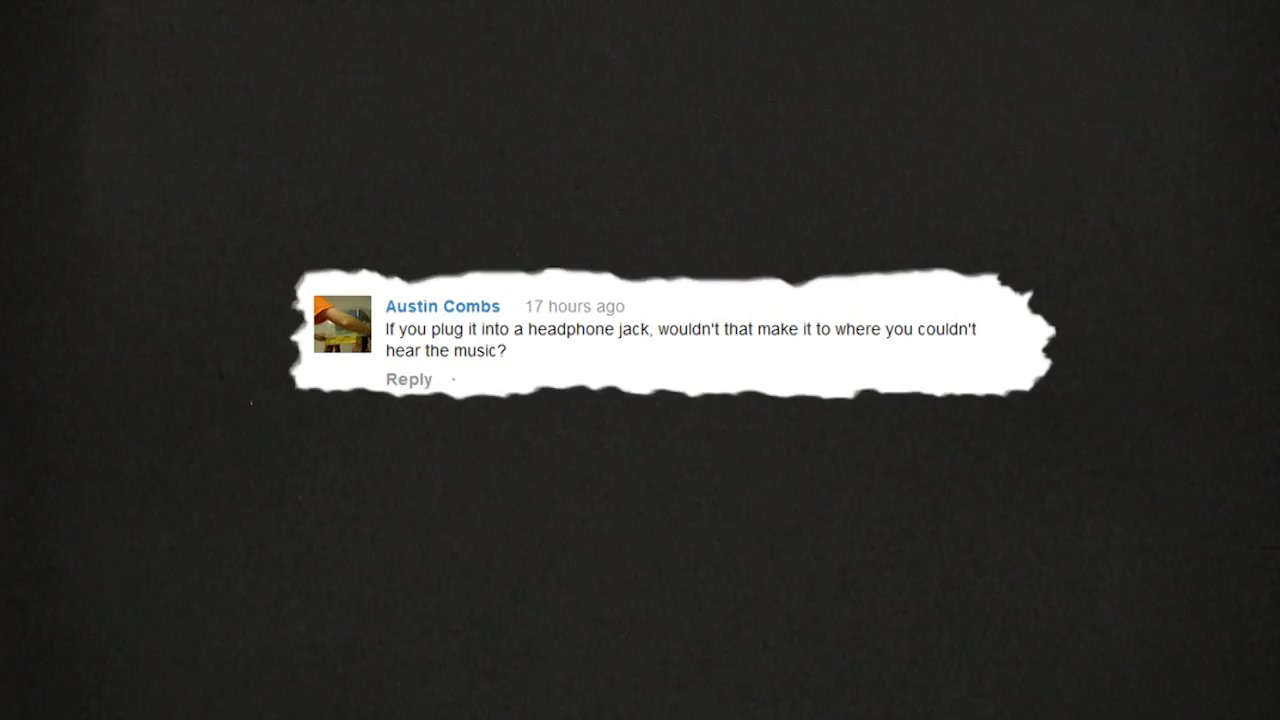 Austin Combs 17 hours ago
If you plug it into a headphone jack, wouldn't that make it to where you couldn't
hear the music?
Reply ·